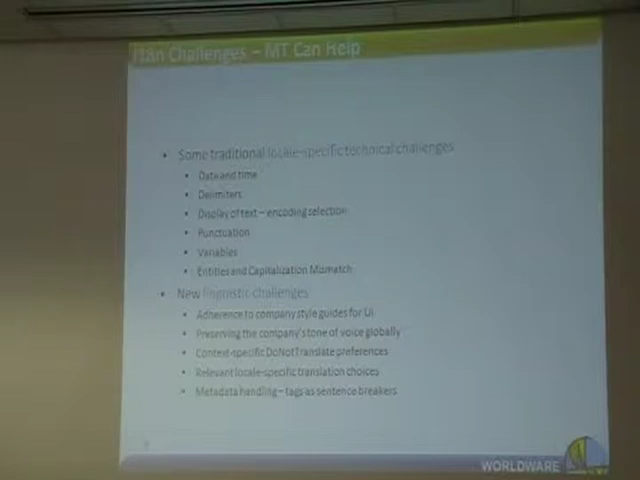 I18n Challenges – MT Can Help
• Some traditional locale-specific technical challenges
• Date and time
• Delimiters
• Display of text – encoding selection
• Punctuation
• Variables
• Entities and Capitalization Mismatch
• New linguistic challenges
• Adherence to company style guides for UI
• Preserving the company's tone of voice globally
• Context-specific DoNotTranslate preferences
• Relevant locale-specific translation choices
• Metadata handling – tags as sentence breakers
WORLDWARE